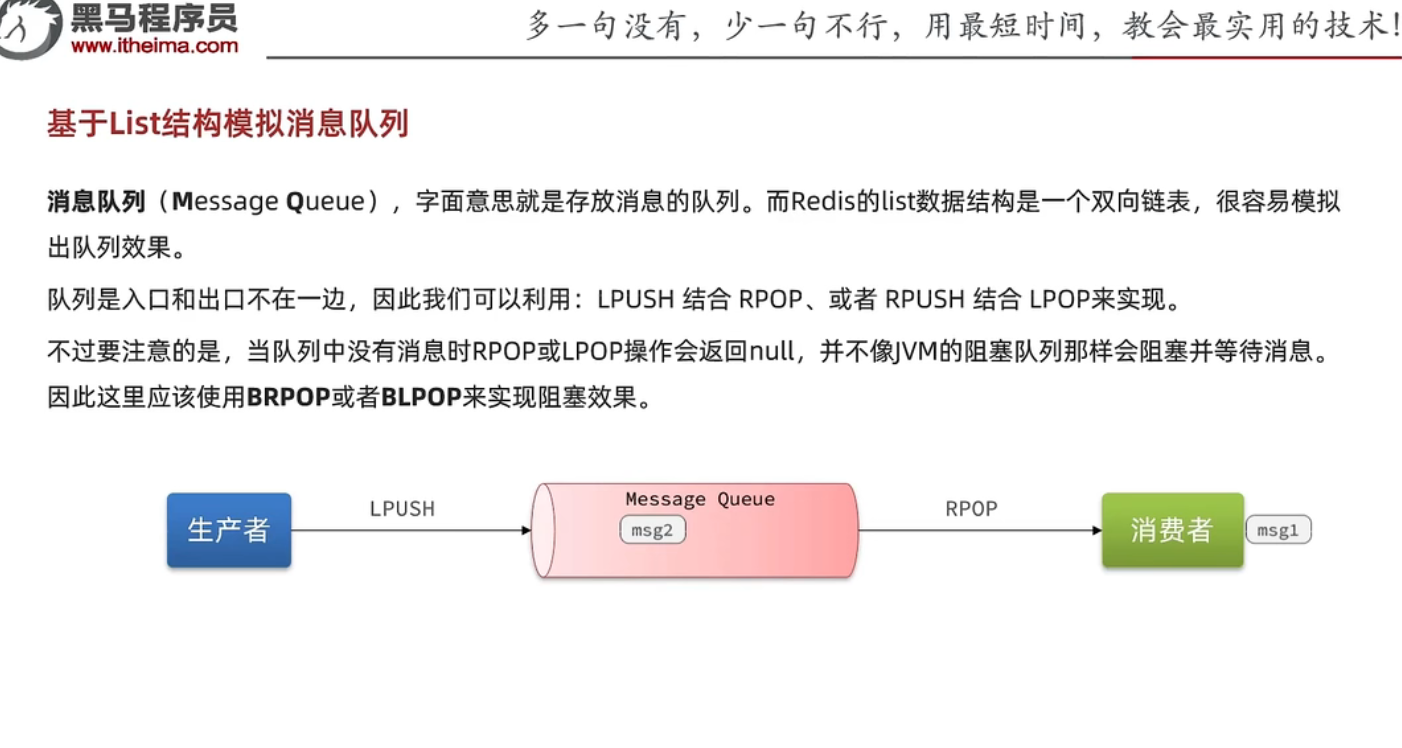 黑马程序员
www.itheima.com
多一句没有，少一句不行，用最短时间，教会最实用的技术!
基于List结构模拟消息队列
消息队列（Message Queue），字面意思就是存放消息的队列。而Redis的list数据结构是一个双向链表，很容易模拟
出队列效果。
队列是入口和出口不在一边，因此我们可以利用：LPUSH 结合 RPOP、或者 RPUSH 结合 LPOP来实现。
不过要注意的是，当队列中没有消息时RPOP或LPOP操作会返回null，并不像JVM的阻塞队列那样会阻塞并等待消息。
因此这里应该使用BRPOP或者BLPOP来实现阻塞效果。
生产者
LPUSH
Message Queue
msg2
RPOP
消费者
msg1